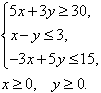 5x + 3y ≥ 30,
x − y ≤ 3,
−3x + 5y ≤ 15,
x ≥ 0, y ≥ 0.